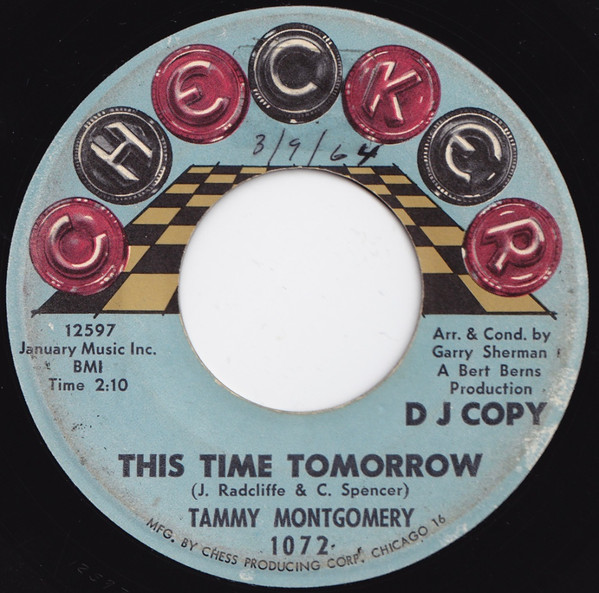 CHECKER
3/9/64
12597
January Music Inc.
BMI
Time 2:10
Arr. & Cond. by
Garry Sherman
A Bert Berns
Production
D J COPY
THIS TIME TOMORROW
(J. Radcliffe & C. Spencer)
TAMMY MONTGOMERY
1072
MFG. BY CHESS PRODUCING CORP. CHICAGO 16